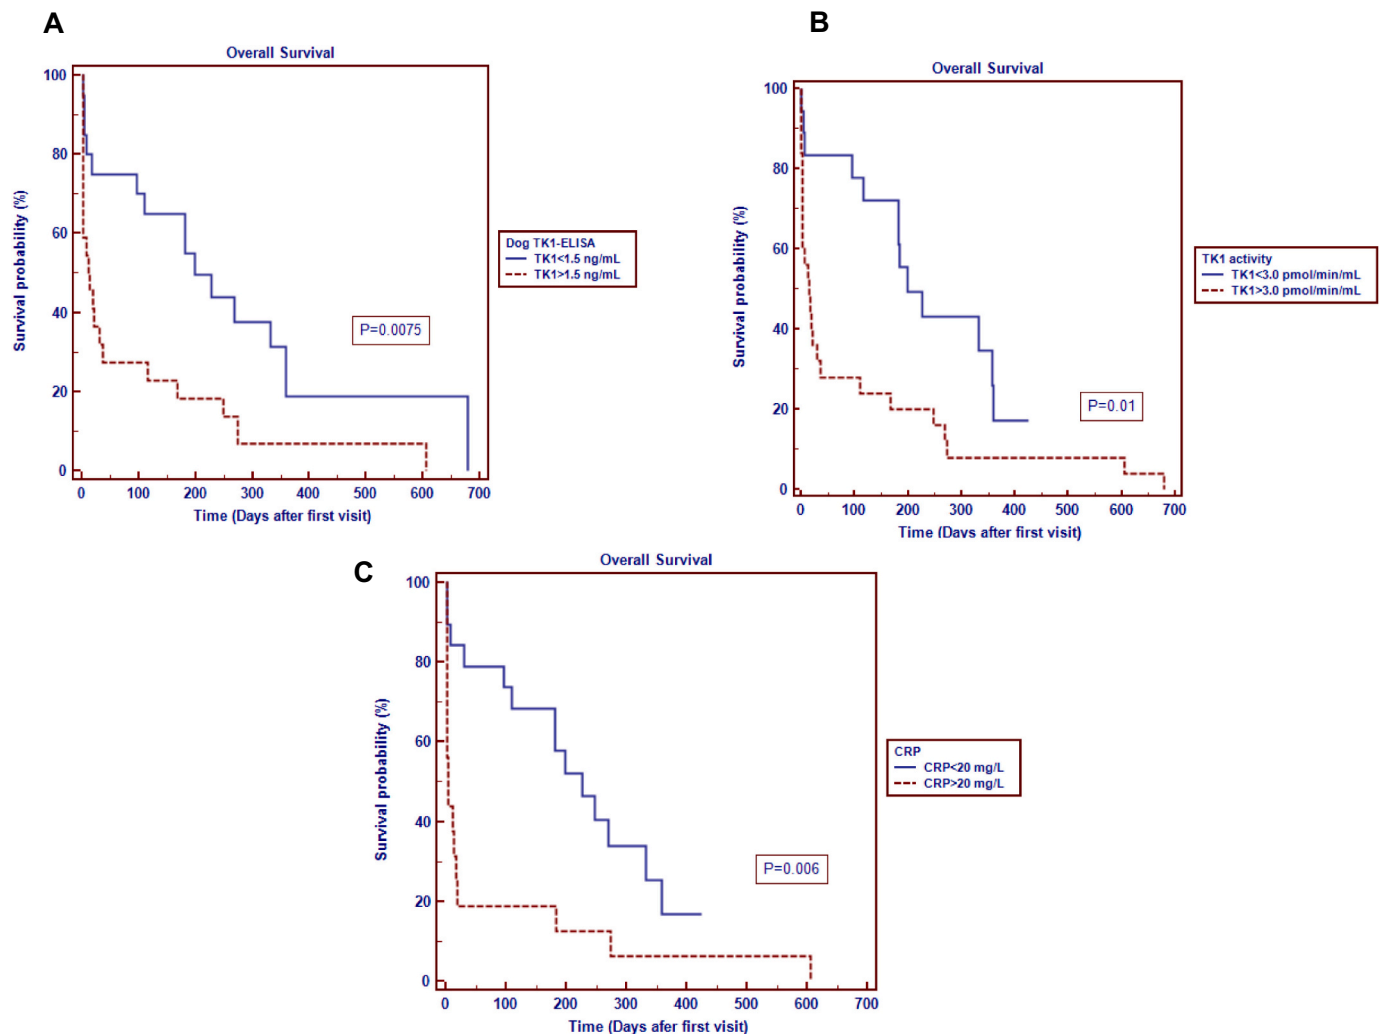 A
Overall Survival
100
80
60
40
20
0
Survival probability (%)
0 100 200 300 400 500 600 700
Time (Days after first visit)
P=0.0075
Dog TK1-ELISA
TK1<1.5 ng/mL
TK1>1.5 ng/mL
B
Overall Survival
100
80
60
40
20
0
Survival probability (%)
0 100 200 300 400 500 600 700
Time (Days after first visit)
P=0.01
TK1 activity
TK1<3.0 pmol/min/mL
TK1>3.0 pmol/min/mL
C
Overall Survival
100
80
60
40
20
0
Survival probability (%)
0 100 200 300 400 500 600 700
Time (Days afer first visit)
P=0.006
CRP
CRP<20 mg/L
CRP>20 mg/L